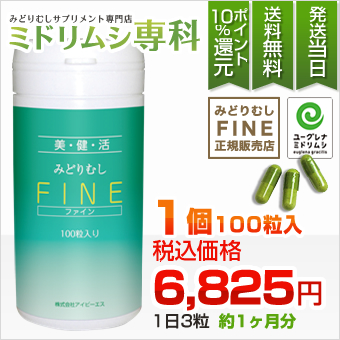 みどりむしサプリメント専門店
ミドリムシ専科
ポイント
10%還元
送料無料
発送当日
美・健・活
みどりむし
FINE
ファイン
100粒入り
株式会社アイビーエス
みどりむし
FINE
正規販売店
ユーグレナ
ミドリムシ
euglena gracilis
1個100粒入
税込価格
6,825円
1日3粒 約1ヶ月分